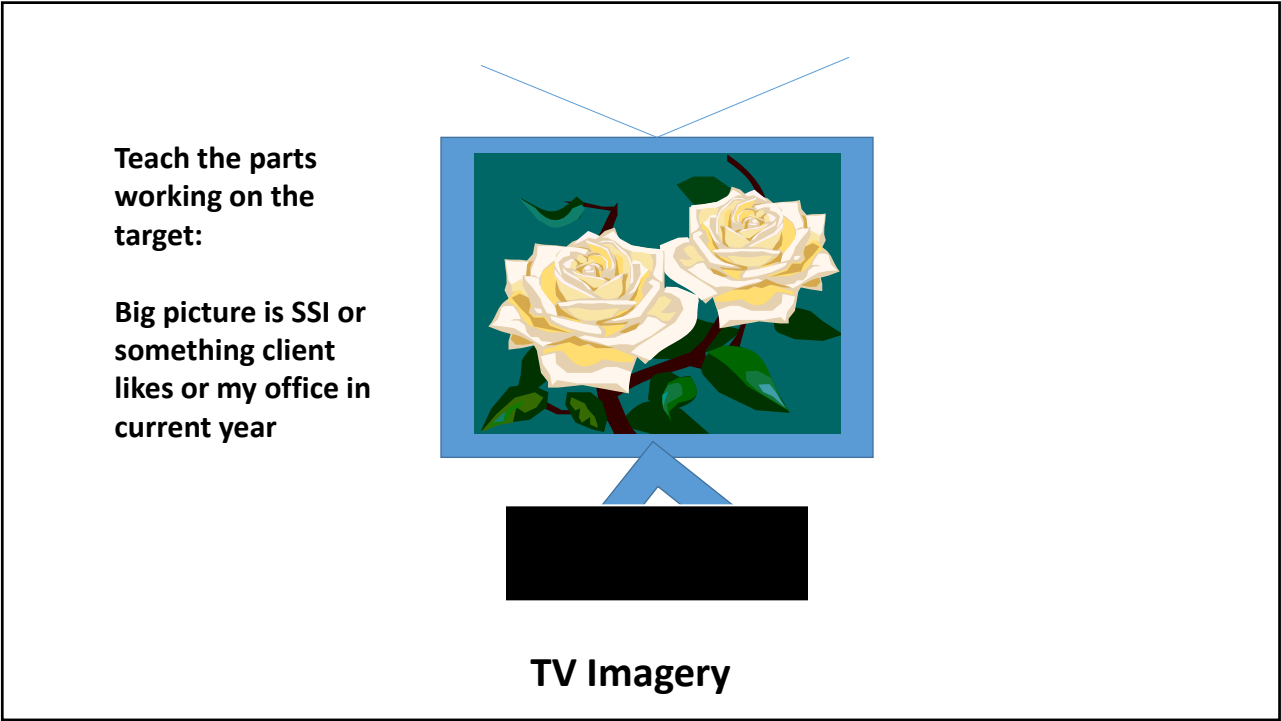 Teach the parts
working on the
target:
Big picture is SSI or
something client
likes or my office in
current year
TV Imagery